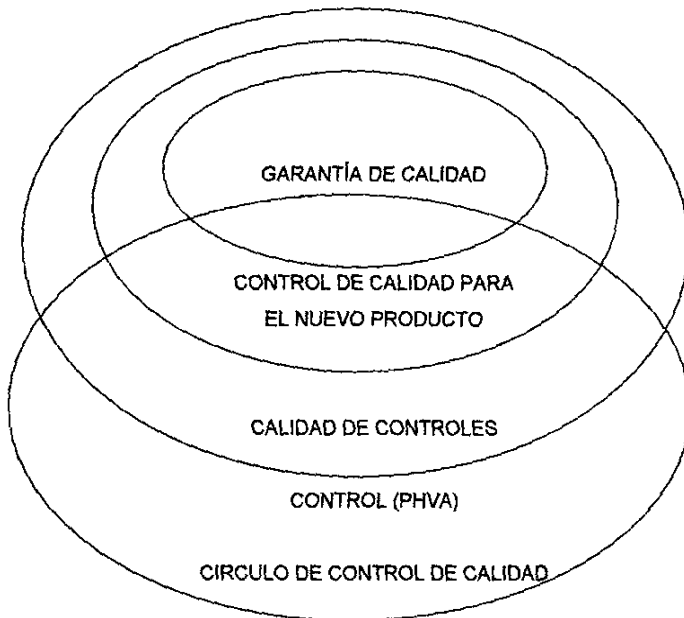 GARANTÍA DE CALIDAD
CONTROL DE CALIDAD PARA
EL NUEVO PRODUCTO
CALIDAD DE CONTROLES
CONTROL (PHVA)
CIRCULO DE CONTROL DE CALIDAD